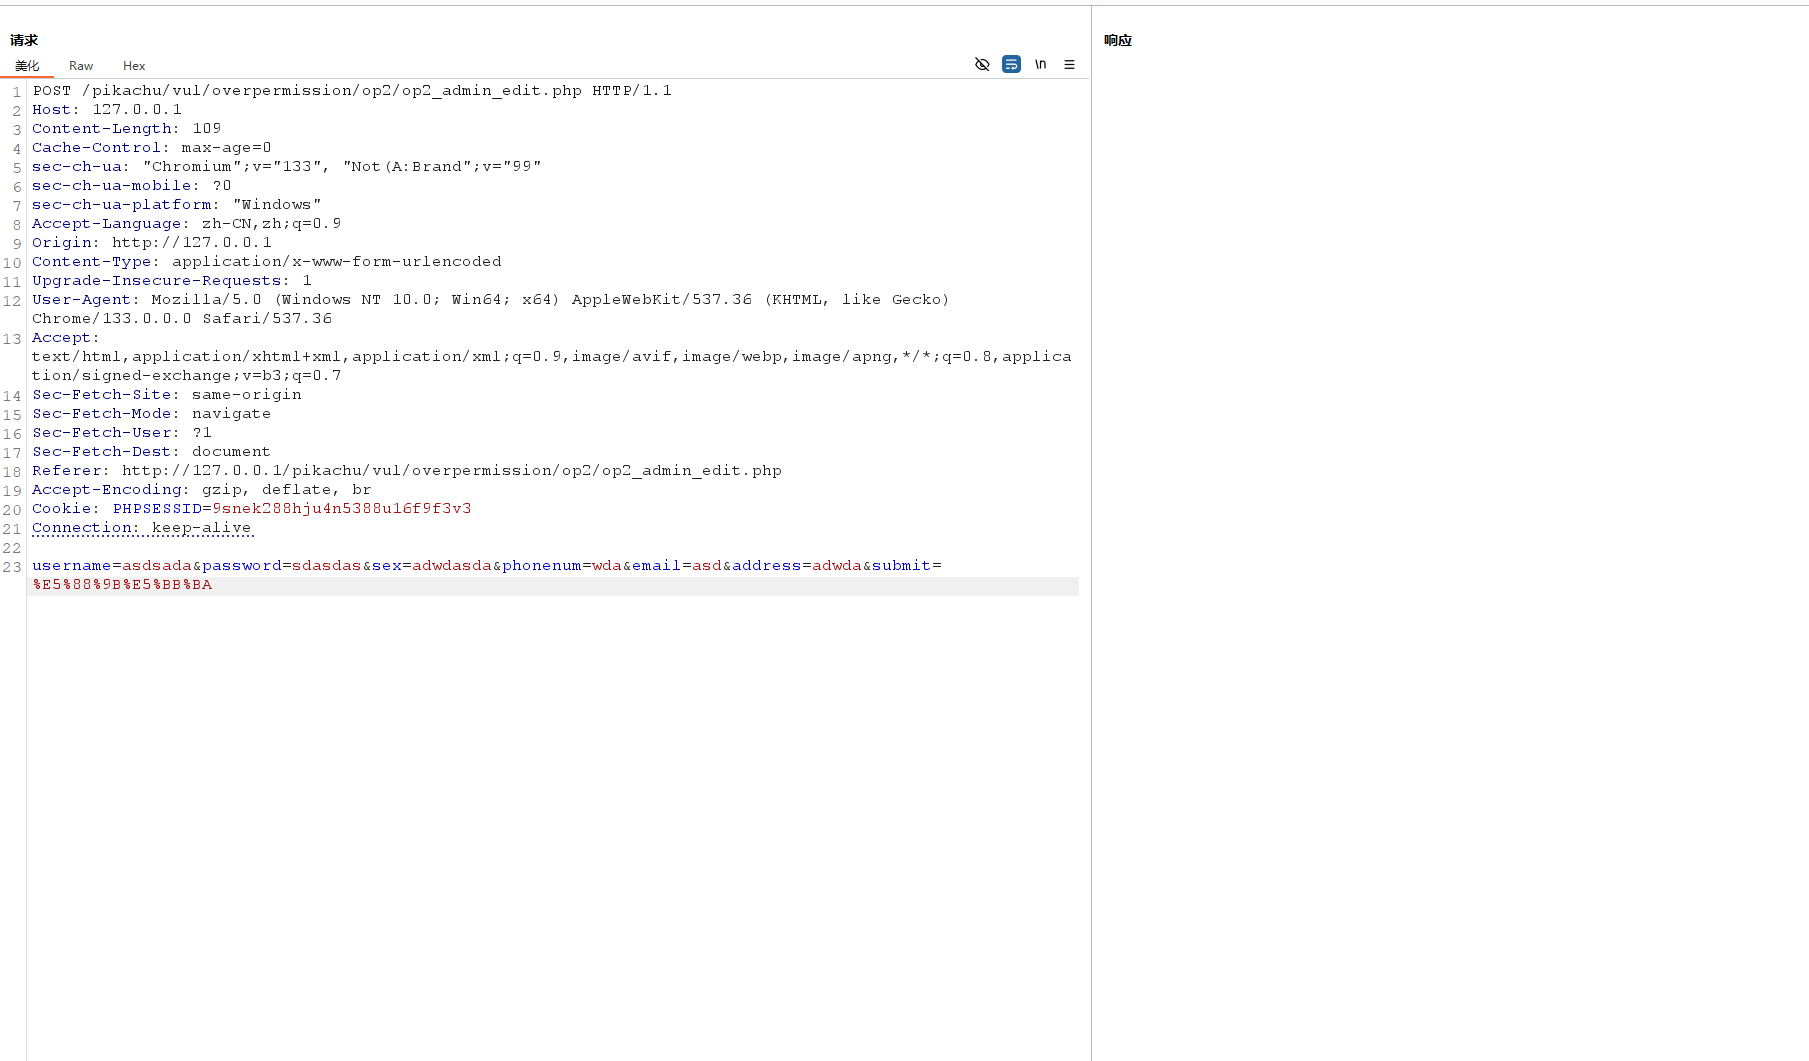 请求
美化 Raw Hex \n
1 POST /pikachu/vul/overpermission/op2/op2_admin_edit.php HTTP/1.1
2 Host: 127.0.0.1
3 Content-Length: 109
4 Cache-Control: max-age=0
5 sec-ch-ua: "Chromium";v="133", "Not(A:Brand";v="99"
6 sec-ch-ua-mobile: ?0
7 sec-ch-ua-platform: "Windows"
8 Accept-Language: zh-CN,zh;q=0.9
9 Origin: http://127.0.0.1
10 Content-Type: application/x-www-form-urlencoded
11 Upgrade-Insecure-Requests: 1
12 User-Agent: Mozilla/5.0 (Windows NT 10.0; Win64; x64) AppleWebKit/537.36 (KHTML, like Gecko)
Chrome/133.0.0.0 Safari/537.36
13 Accept:
text/html,application/xhtml+xml,application/xml;q=0.9,image/avif,image/webp,image/apng,*/*;q=0.8,applica
tion/signed-exchange;v=b3;q=0.7
14 Sec-Fetch-Site: same-origin
15 Sec-Fetch-Mode: navigate
16 Sec-Fetch-User: ?1
17 Sec-Fetch-Dest: document
18 Referer: http://127.0.0.1/pikachu/vul/overpermission/op2/op2_admin_edit.php
19 Accept-Encoding: gzip, deflate, br
20 Cookie: PHPSESSID=9snek288hju4n5388u16f9f3v3
21 Connection: keep-alive
22
23 username=asdsada&password=sdasdas&sex=adwdasda&phonenum=wda&email=asd&address=adwda&submit=
%E5%88%9B%E5%BB%BA
响应